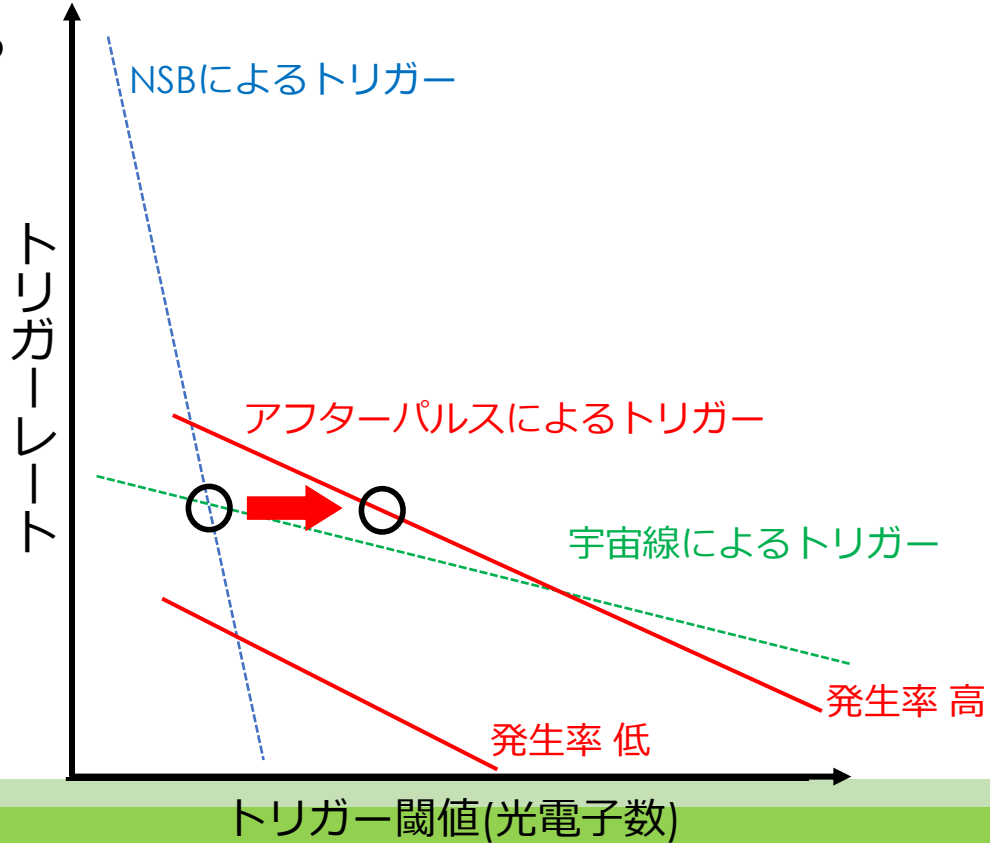 NSBによるトリガー
トリガーレート
アフターパルスによるトリガー
宇宙線によるトリガー
発生率 高
発生率 低
トリガー閾値(光電子数)